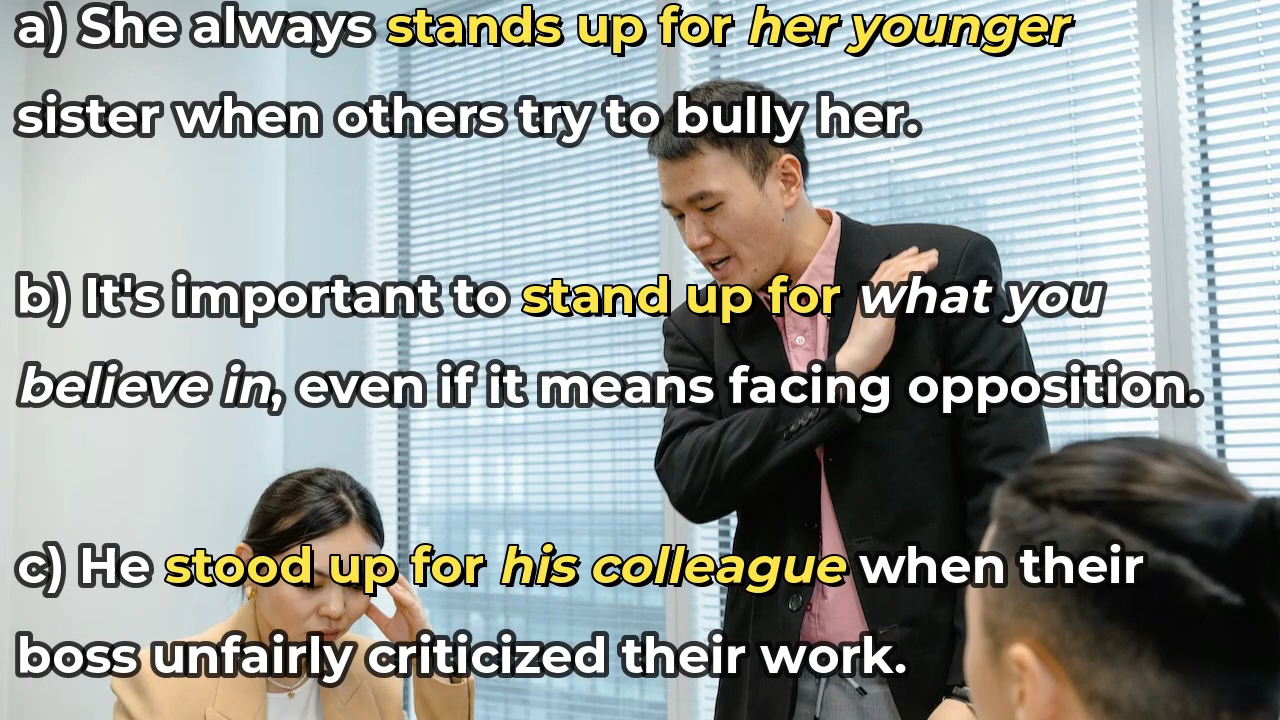 a) She always stands up for her younger
sister when others try to bully her.
b) It's important to stand up for what you
believe in, even if it means facing opposition.
c) He stood up for his colleague when their
boss unfairly criticized their work.